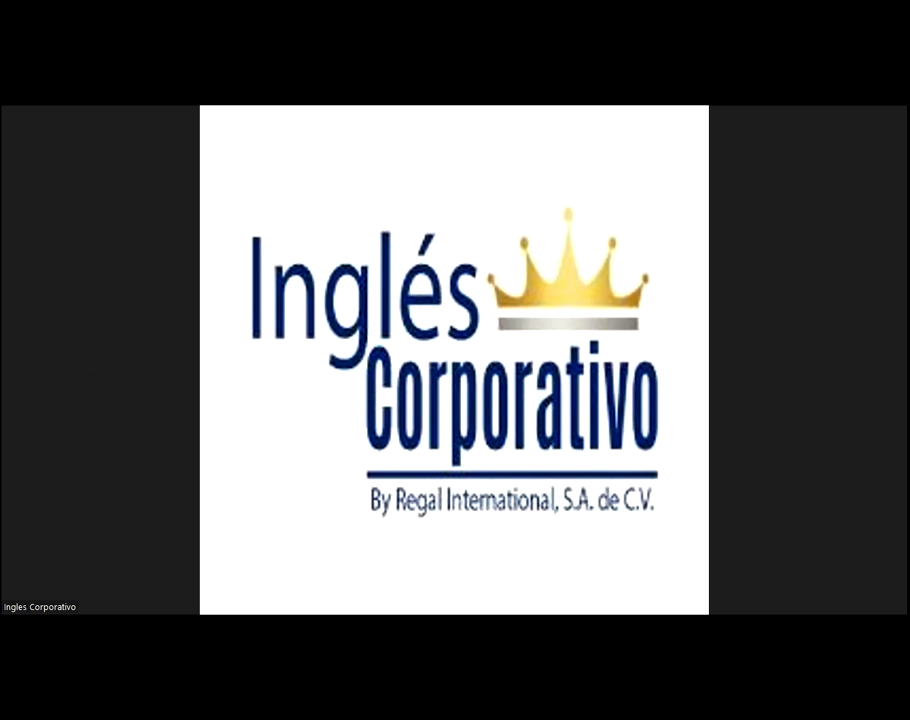 Inglés
Corporativo
By Regal International, S.A. de C.V.
Ingles Corporativo